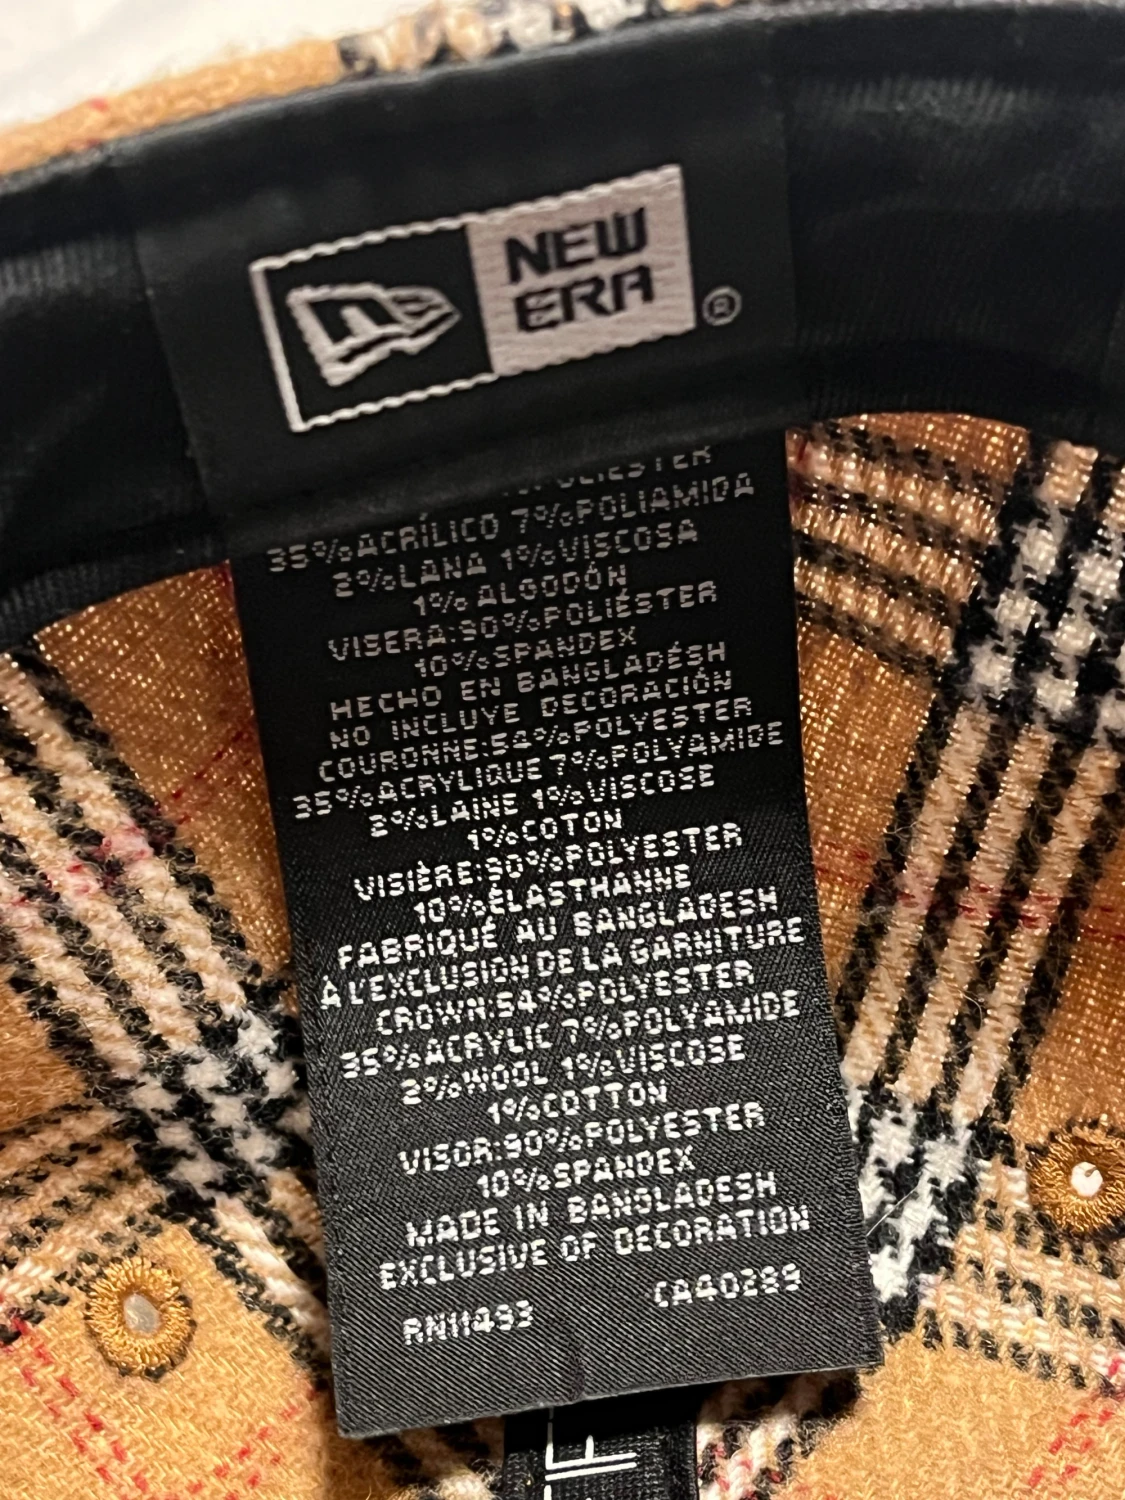 NEW
ERA
®
35%ACRÍLICO 7%POLIAMIDA
2%LANA 1%VISCOSA
1% ALGODÓN
VISERA:90%POLIÉSTER
10%SPANDEX
HECHO EN BANGLADÉSH
NO INCLUYE DECORACIÓN
COURONNE:54%POLYESTER
35%ACRYLIQUE 7%POLYAMIDE
2%LAINE 1%VISCOSE
1%COTON
VISIÈRE:90%POLYESTER
10%ÉLASTHANNE
FABRIQUÉ AU BANGLADESH
À L'EXCLUSION DE LA GARNITURE
CROWN:54%POLYESTER
35%ACRYLIC 7%POLYAMIDE
2%WOOL 1%VISCOSE
1%COTTON
VISOR:90%POLYESTER
10%SPANDEX
MADE IN BANGLADESH
EXCLUSIVE OF DECORATION
RN11493 CA40289